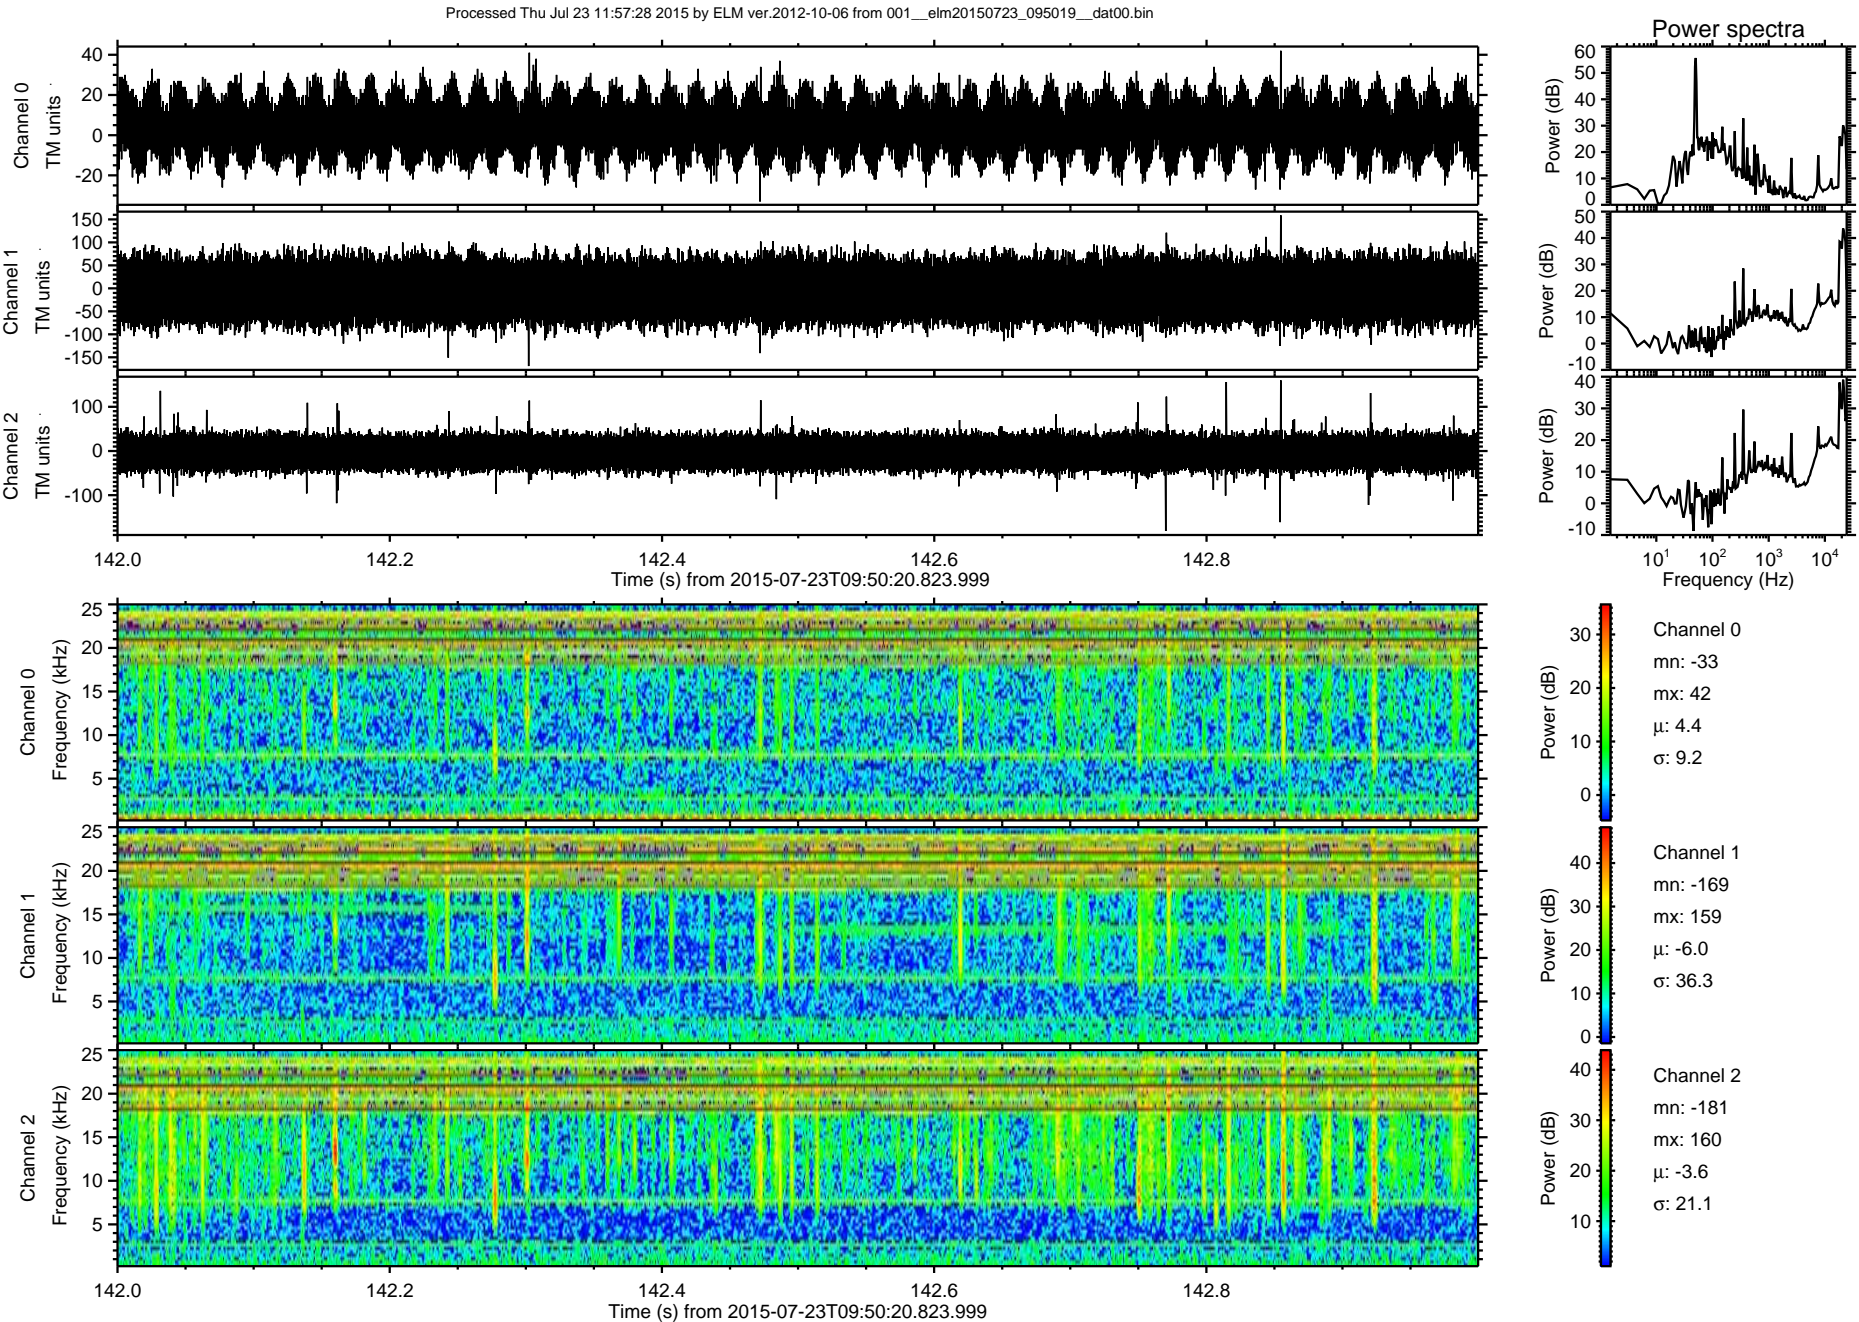 Processed Thu Jul 23 11:57:28 2015 by ELM ver.2012-10-06 from 001__elm20150723_095019__dat00.bin
Power spectra
Channel 0
TM units
40
20
0
-20
Power (dB)
60
50
40
30
20
10
0
Channel 1
TM units
150
100
50
0
-50
-100
-150
Power (dB)
50
40
30
20
10
0
-10
Channel 2
TM units
100
0
-100
Power (dB)
40
30
20
10
0
-10
142.0 142.2 142.4 142.6 142.8
Time (s) from 2015-07-23T09:50:20.823.999
10^1 10^2 10^3 10^4
Frequency (Hz)
Channel 0
Frequency (kHz)
25
20
15
10
5
Power (dB)
30
20
10
0
Channel 0
mn: -33
mx: 42
μ: 4.4
σ: 9.2
Channel 1
Frequency (kHz)
25
20
15
10
5
Power (dB)
40
30
20
10
0
Channel 1
mn: -169
mx: 159
μ: -6.0
σ: 36.3
Channel 2
Frequency (kHz)
25
20
15
10
5
Power (dB)
40
30
20
10
Channel 2
mn: -181
mx: 160
μ: -3.6
σ: 21.1
142.0 142.2 142.4 142.6 142.8
Time (s) from 2015-07-23T09:50:20.823.999